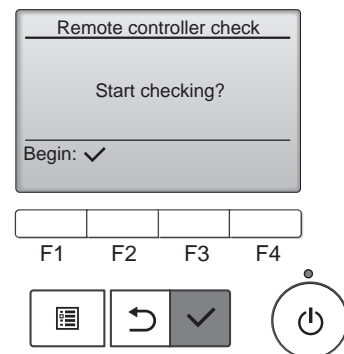 Remote controller check
Start checking?
Begin: ✓
F1 F2 F3 F4